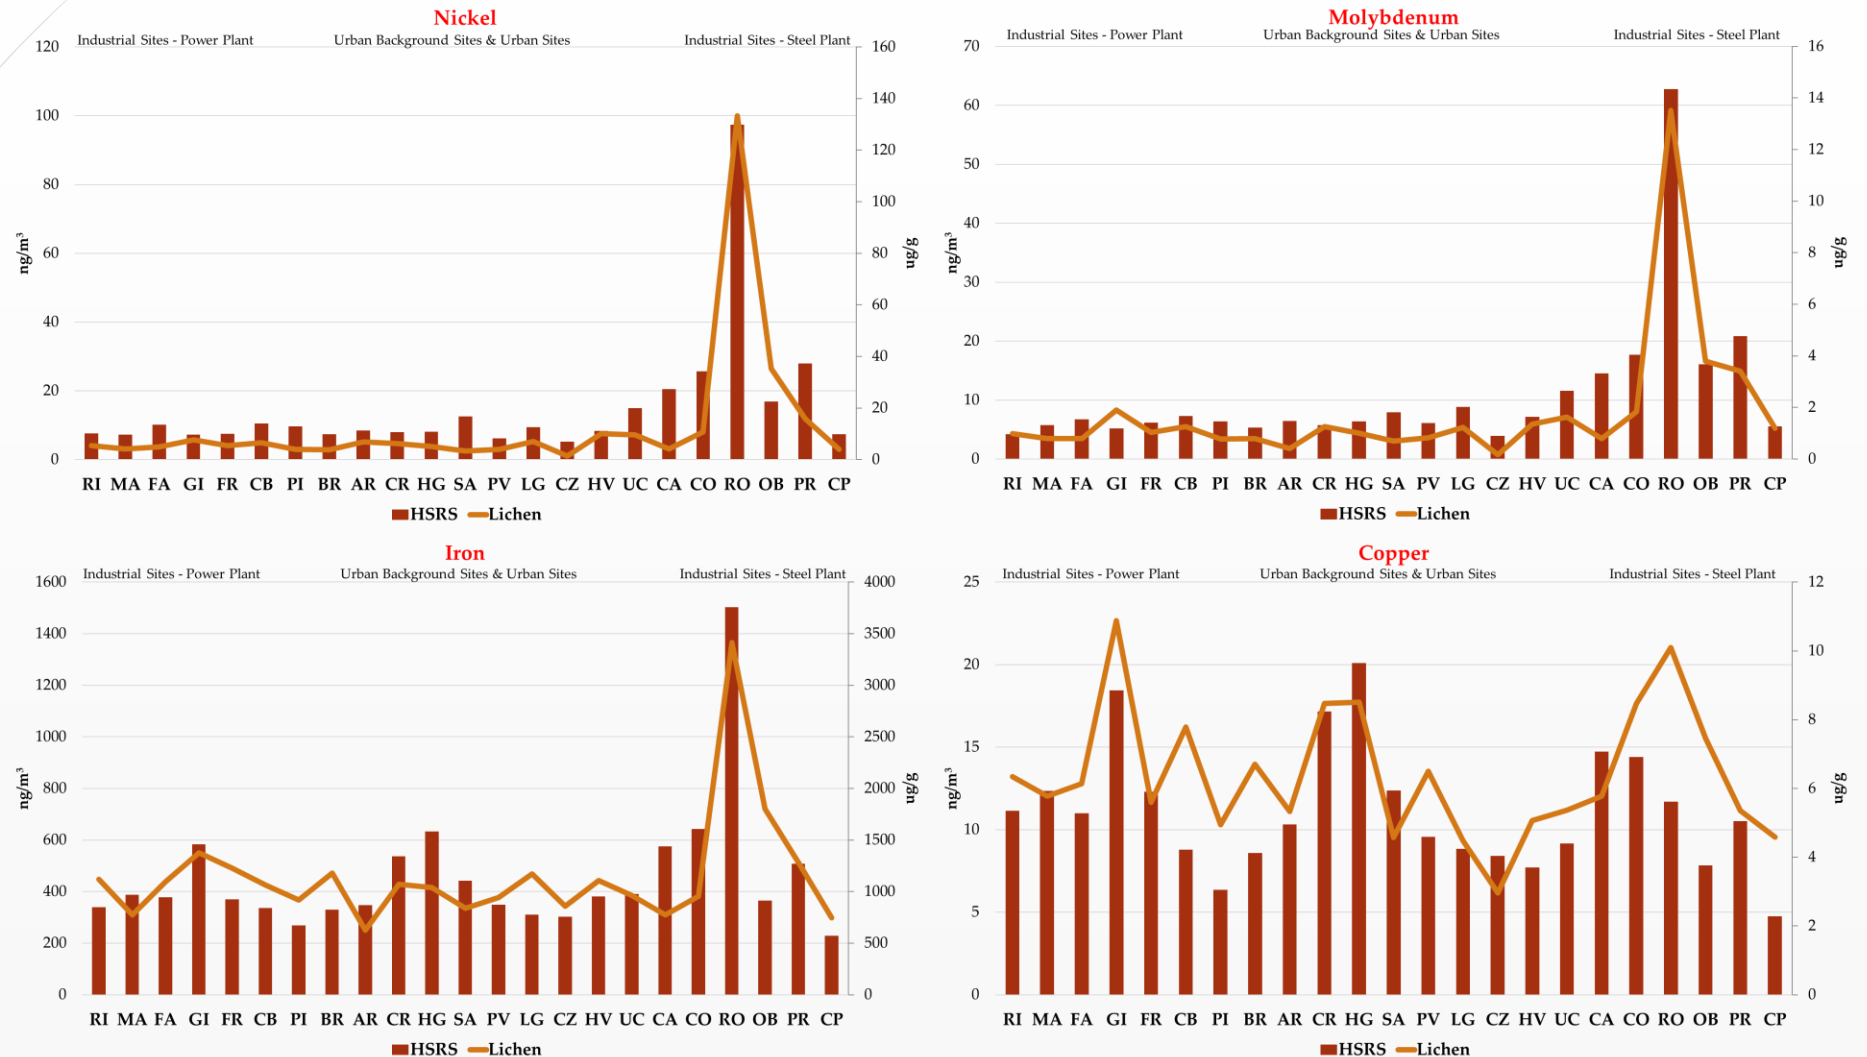 Nickel
Industrial Sites - Power Plant Urban Background Sites & Urban Sites Industrial Sites - Steel Plant
120 160
140
100
120
80 100
60 80
60
40
40
20
20
0 0
ng/m³
ug/g
RI MA FA GI FR CB PI BR AR CR HG SA PV LG CZ HV UC CA CO RO OB PR CP
HSRS Lichen
Molybdenum
Industrial Sites - Power Plant Urban Background Sites & Urban Sites Industrial Sites - Steel Plant
70 16
14
60
12
50
10
40
8
30
6
20
4
10
2
0 0
ng/m³
ug/g
RI MA FA GI FR CB PI BR AR CR HG SA PV LG CZ HV UC CA CO RO OB PR CP
HSRS Lichen
Iron
Industrial Sites - Power Plant Urban Background Sites & Urban Sites Industrial Sites - Steel Plant
1600 4000
1400 3500
1200 3000
1000 2500
800 2000
600 1500
400 1000
200 500
0 0
ng/m³
ug/g
RI MA FA GI FR CB PI BR AR CR HG SA PV LG CZ HV UC CA CO RO OB PR CP
HSRS Lichen
Copper
Industrial Sites - Power Plant Urban Background Sites & Urban Sites Industrial Sites - Steel Plant
25 12
10
20
8
15
6
10
4
5
2
0 0
ng/m³
ug/g
RI MA FA GI FR CB PI BR AR CR HG SA PV LG CZ HV UC CA CO RO OB PR CP
HSRS Lichen